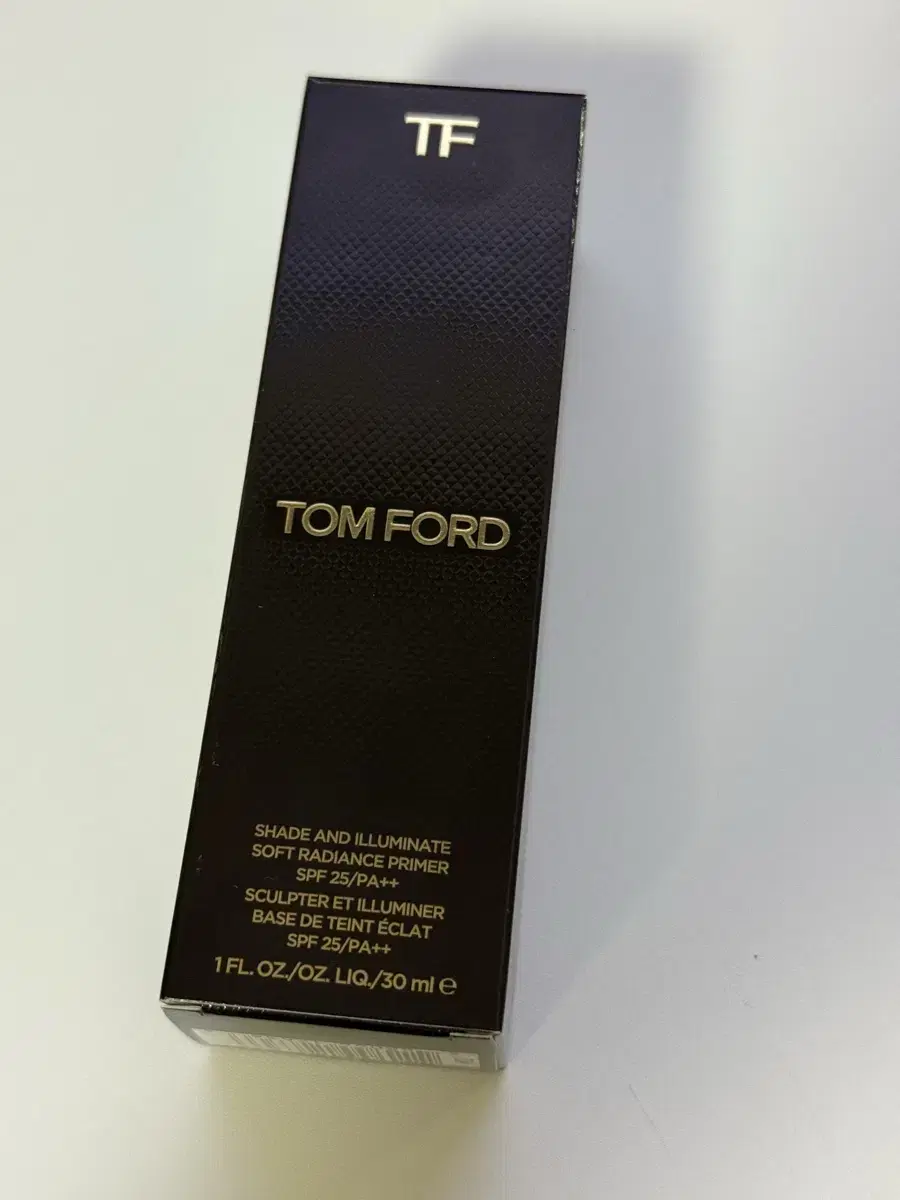 TF
TOM FORD
SHADE AND ILLUMINATE
SOFT RADIANCE PRIMER
SPF 25/PA++
SCULPTER ET ILLUMINER
BASE DE TEINT ÉCLAT
SPF 25/PA++
1 FL. OZ./OZ. LIQ./30 ml ℮